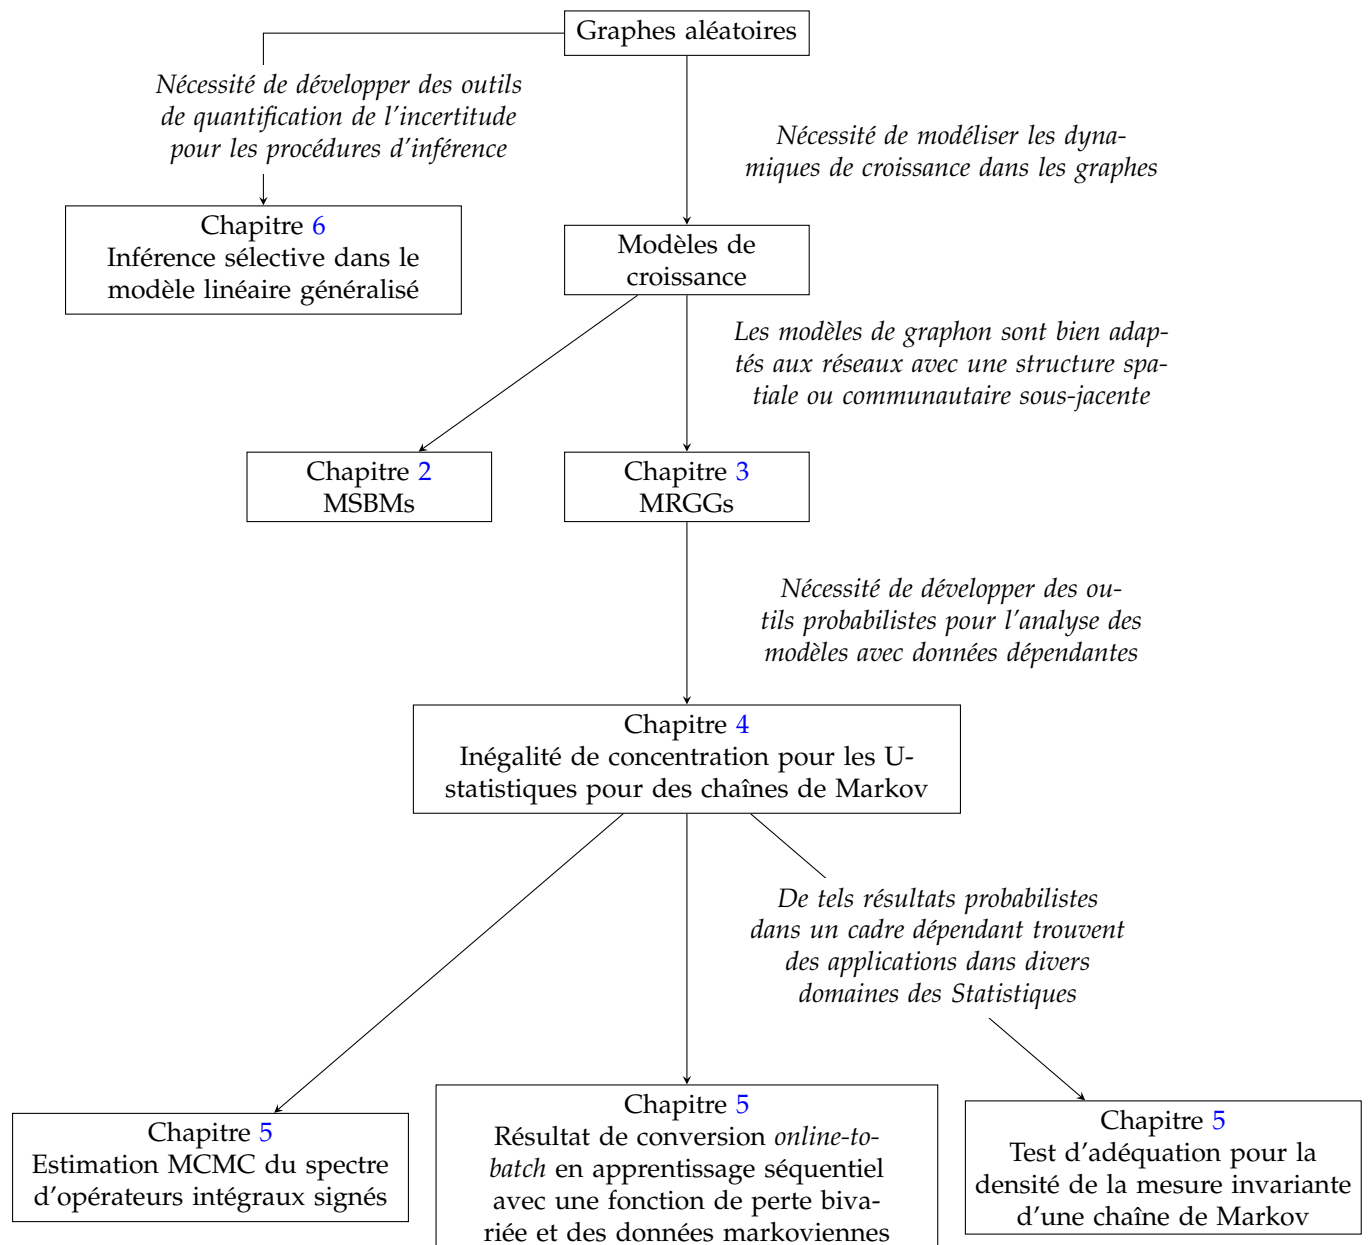 Graphes aléatoires
Nécessité de développer des outils
de quantification de l'incertitude
pour les procédures d'inférence
Nécessité de modéliser les dyna-
miques de croissance dans les graphes
Chapitre 6
Inférence sélective dans le
modèle linéaire généralisé
Modèles de
croissance
Les modèles de graphon sont bien adap-
tés aux réseaux avec une structure spa-
tiale ou communautaire sous-jacente
Chapitre 2
MSBMs
Chapitre 3
MRGGs
Nécessité de développer des ou-
tils probabilistes pour l'analyse des
modèles avec données dépendantes
Chapitre 4
Inégalité de concentration pour les U-
statistiques pour des chaînes de Markov
De tels résultats probabilistes
dans un cadre dépendant trouvent
des applications dans divers
domaines des Statistiques
Chapitre 5
Estimation MCMC du spectre
d'opérateurs intégraux signés
Chapitre 5
Résultat de conversion online-to-
batch en apprentissage séquentiel
avec une fonction de perte biva-
riée et des données markoviennes
Chapitre 5
Test d'adéquation pour la
densité de la mesure invariante
d'une chaîne de Markov